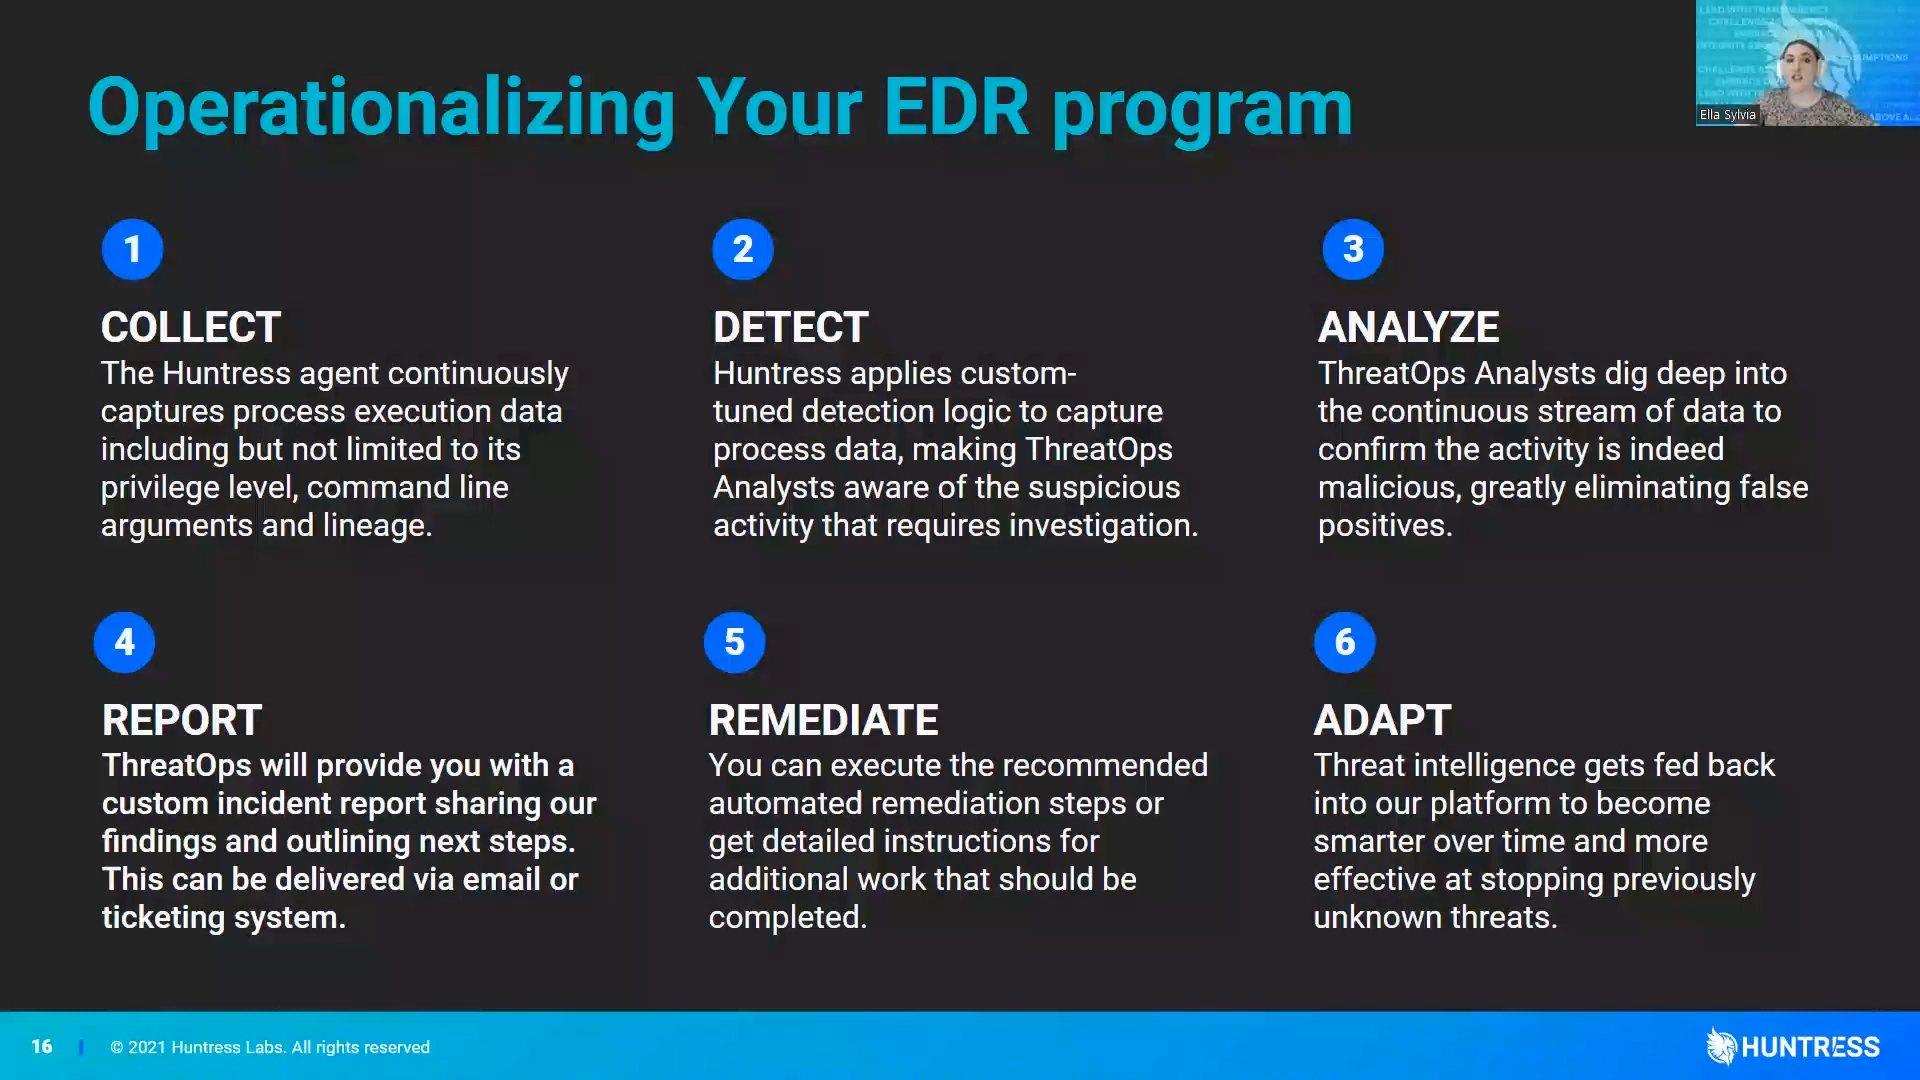 Operationalizing Your EDR program
Ella Sylvia
1
COLLECT
The Huntress agent continuously
captures process execution data
including but not limited to its
privilege level, command line
arguments and lineage.
2
DETECT
Huntress applies custom-
tuned detection logic to capture
process data, making ThreatOps
Analysts aware of the suspicious
activity that requires investigation.
3
ANALYZE
ThreatOps Analysts dig deep into
the continuous stream of data to
confirm the activity is indeed
malicious, greatly eliminating false
positives.
4
REPORT
ThreatOps will provide you with a
custom incident report sharing our
findings and outlining next steps.
This can be delivered via email or
ticketing system.
5
REMEDIATE
You can execute the recommended
automated remediation steps or
get detailed instructions for
additional work that should be
completed.
6
ADAPT
Threat intelligence gets fed back
into our platform to become
smarter over time and more
effective at stopping previously
unknown threats.
16 | © 2021 Huntress Labs. All rights reserved
HUNTRESS